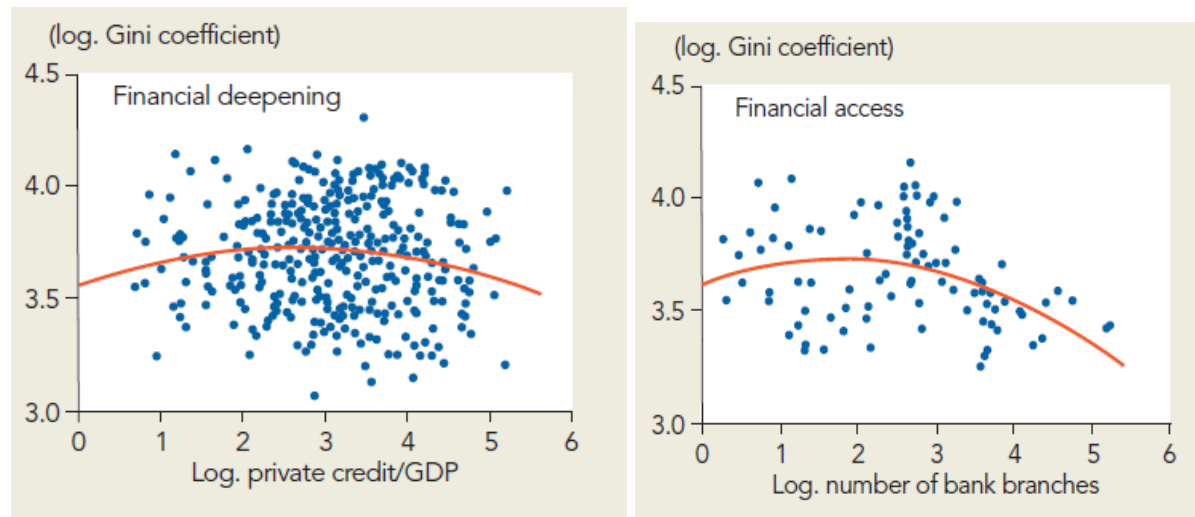 (log. Gini coefficient)
4.5
Financial deepening
4.0
3.5
3.0
0 1 2 3 4 5 6
Log. private credit/GDP
(log. Gini coefficient)
4.5
Financial access
4.0
3.5
3.0
0 1 2 3 4 5 6
Log. number of bank branches